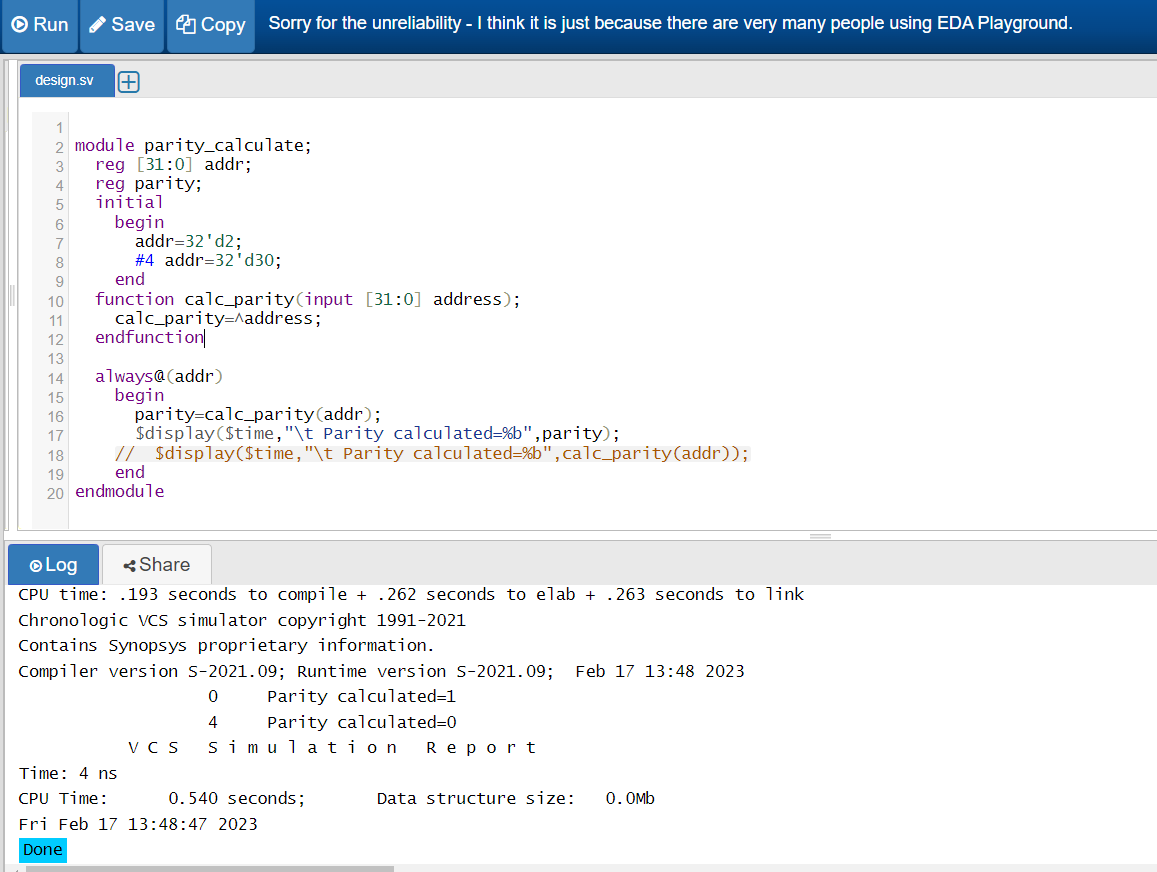 Run Save Copy Sorry for the unreliability - I think it is just because there are very many people using EDA Playground.
design.sv
1
2 module parity_calculate;
3 reg [31:0] addr;
4 reg parity;
5 initial
6 begin
7 addr=32'd2;
8 #4 addr=32'd30;
9 end
10 function calc_parity(input [31:0] address);
11 calc_parity=^address;
12 endfunction
13
14 always@(addr)
15 begin
16 parity=calc_parity(addr);
17 $display($time,"\t Parity calculated=%b",parity);
18 // $display($time,"\t Parity calculated=%b",calc_parity(addr));
19 end
20 endmodule
Log Share
CPU time: .193 seconds to compile + .262 seconds to elab + .263 seconds to link
Chronologic VCS simulator copyright 1991-2021
Contains Synopsys proprietary information.
Compiler version S-2021.09; Runtime version S-2021.09; Feb 17 13:48 2023
0 Parity calculated=1
4 Parity calculated=0
V C S S i m u l a t i o n R e p o r t
Time: 4 ns
CPU Time: 0.540 seconds; Data structure size: 0.0Mb
Fri Feb 17 13:48:47 2023
Done